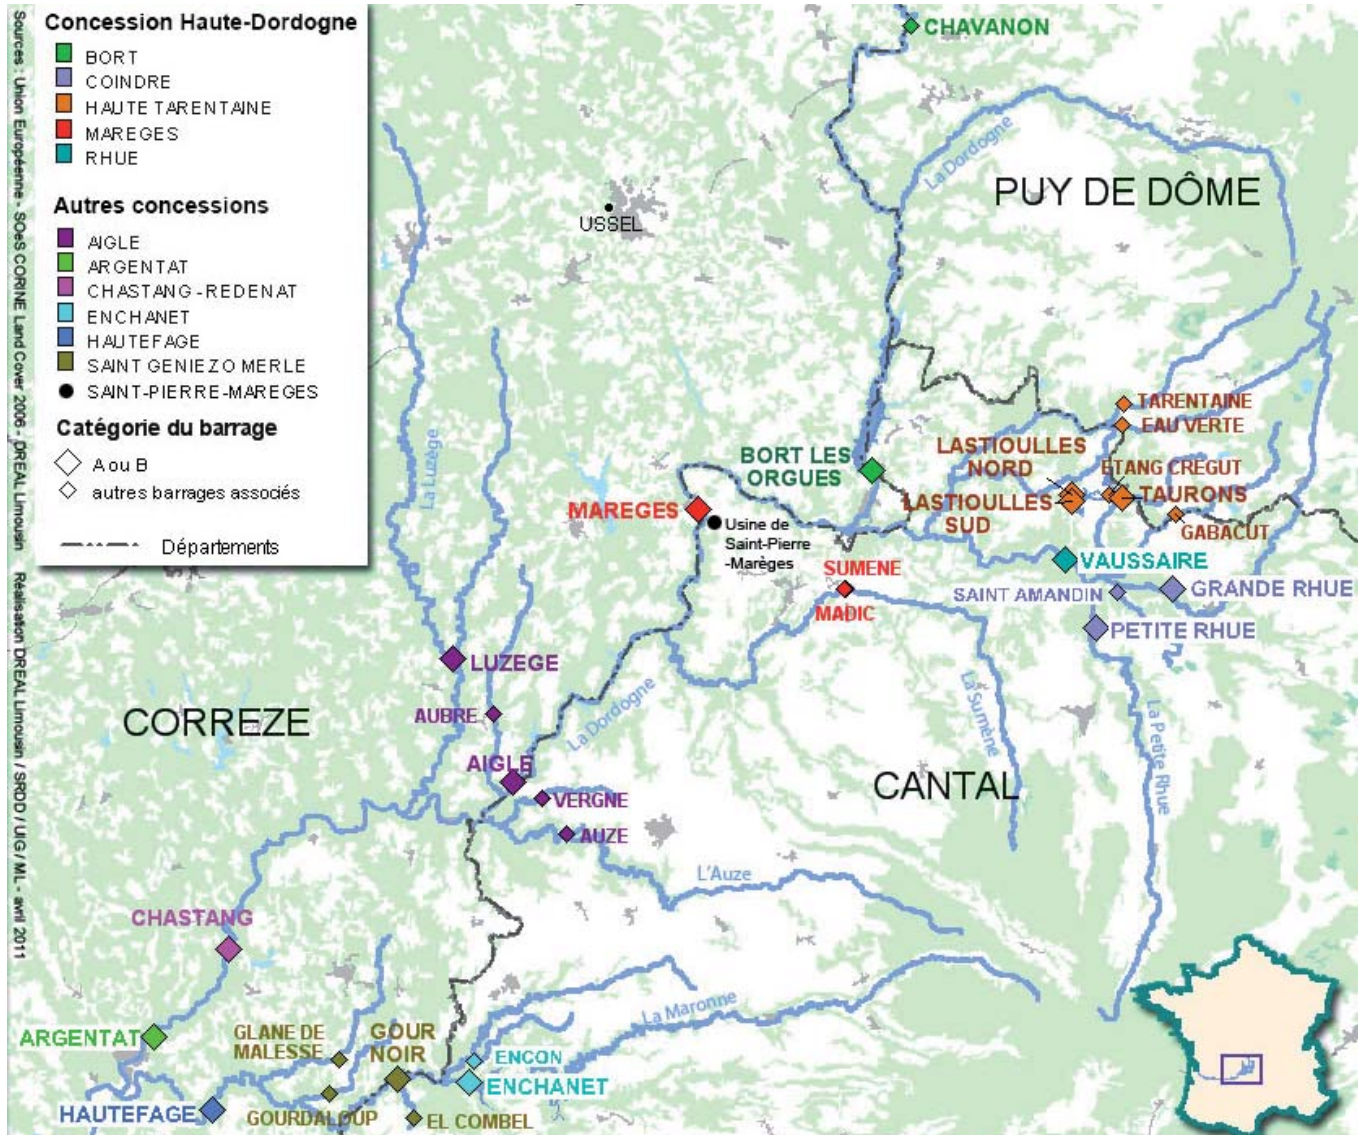 Concession Haute-Dordogne
BORT
COINDRE
HAUTE TARENTAINE
MAREGES
RHUE
Autres concessions
AIGLE
ARGENTAT
CHASTANG-REDENAT
ENCHANET
HAUTEFAGE
SAINT GENIEZ O MERLE
SAINT-PIERRE-MAREGES
Catégorie du barrage
A ou B
autres barrages associés
Départements
Sources : Union Européenne - SOeS CORINE Land Cover 2006 - DREAL Limousin Réalisation DREAL Limousin / SRDD / UIG / ML - avril 2011
CHAVANON
La Dordogne
PUY DE DÔME
USSEL
La Luzège
TARENTAINE
EAU VERTE
LASTIOULLES
NORD
BORT LES
ORGUES
ETANG CREGUT
LASTIOULLES
SUD
TAURONS
GABACUT
MAREGES
Usine de
Saint-Pierre
-Marèges
VAUSSAIRE
SUMENE
MADIC
SAINT AMANDIN
GRANDE RHUE
PETITE RHUE
LUZEGE
AUBRE
La Dordogne
La Sumène
La Petite Rhue
CORREZE
AIGLE
CANTAL
VERGNE
AUZE
L'Auze
CHASTANG
La Maronne
ARGENTAT
GLANE DE
MALESSE
GOUR
NOIR
ENCON
ENCHANET
HAUTEFAGE
GOURDALOUP
EL COMBEL